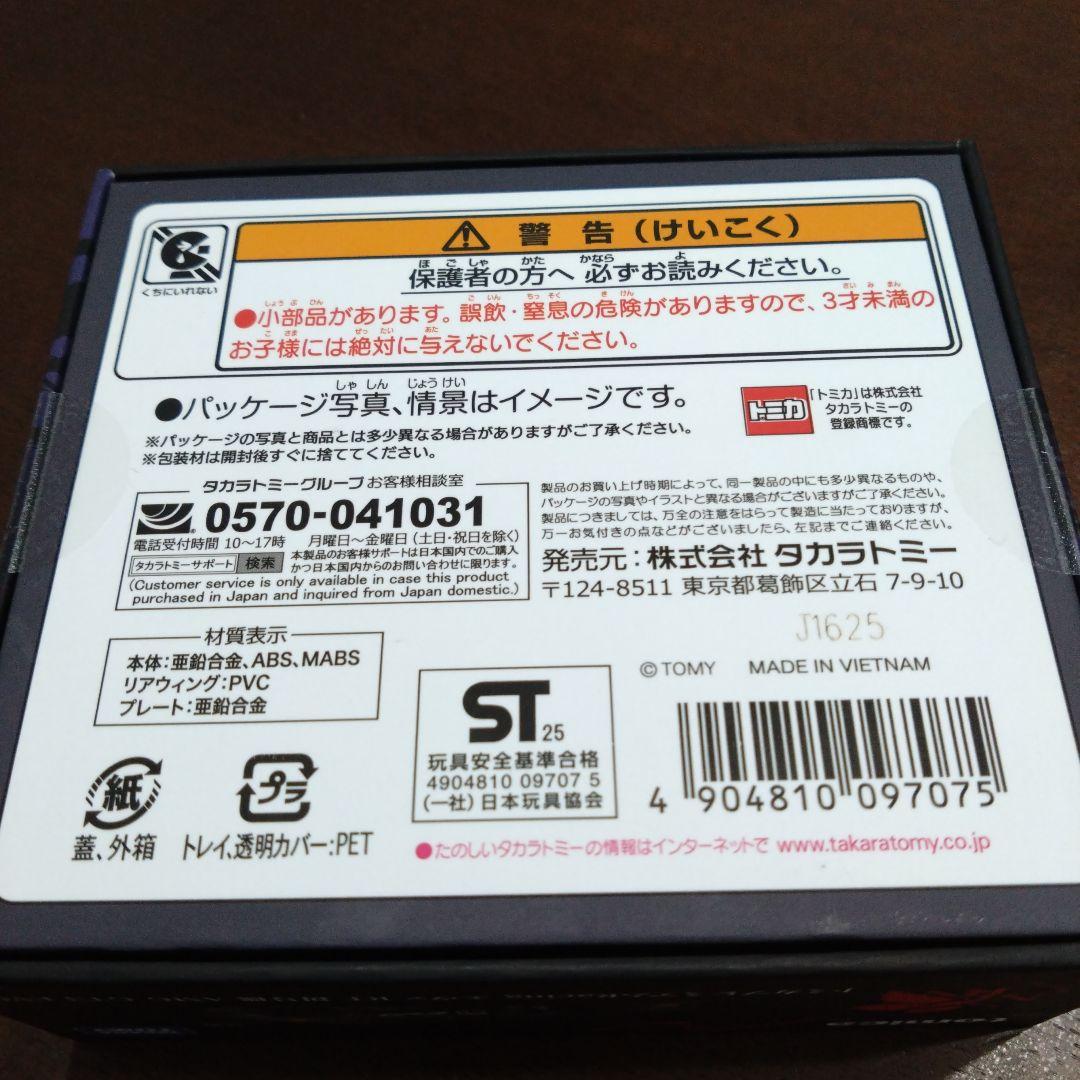 くちにいれない
警告(けいこく)
保護者の方へ 必ずお読みください。
●小部品があります。誤飲・窒息の危険がありますので、3才未満の
お子様には絶対に与えないでください。
●パッケージ写真、情景はイメージです。
※パッケージの写真と商品とは多少異なる場合がありますがご了承ください。
※包装材は開封後すぐに捨ててください。
トミカ
「トミカ」は株式会社
タカラトミーの
登録商標です。
タカラトミーグループ お客様相談室
0570-041031
電話受付時間 10〜17時 月曜日〜金曜日(土日・祝日を除く)
タカラトミーサポート 検索
本製品のお客様サポートは日本国内でのご購入
かつ日本国内からのお問い合わせに限ります。
(Customer service is only available in case this product
purchased in Japan and inquired from Japan domestic.)
製品のお買い上げ時期によって、同一製品の中にも多少異なるものや、
パッケージの写真やイラストと異なる場合がございますがご了承ください。
製品につきましては、万全の注意をはらって製造に当たっておりますが、
万一お気付きの点などがございましたら、左記までご連絡ください。
発売元:株式会社 タカラトミー
〒124-8511 東京都葛飾区立石 7-9-10
J1625
© TOMY MADE IN VIETNAM
材質表示
本体:亜鉛合金、ABS、MABS
リアウィング:PVC
プレート:亜鉛合金
紙
蓋、外箱
プラ
トレイ、透明カバー:PET
ST 25
玩具安全基準合格
4904810 09707 5
(一社)日本玩具協会
4 904810 097075
●たのしいタカラトミーの情報はインターネットで www.takaratomy.co.jp